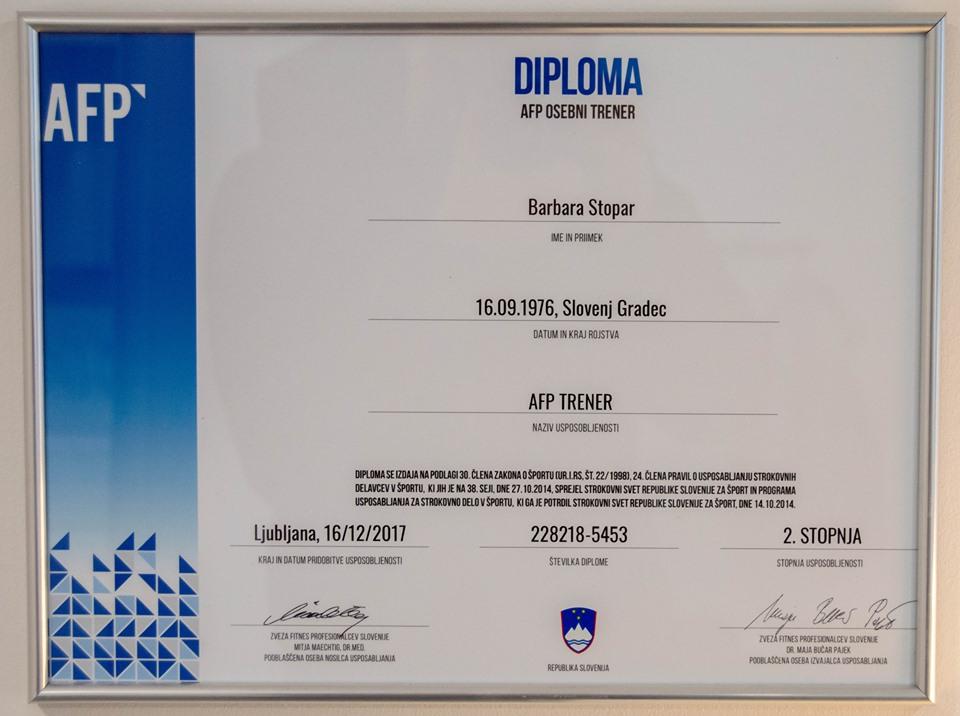 AFP
DIPLOMA
AFP OSEBNI TRENER
Barbara Stopar
IME IN PRIIMEK
16.09.1976, Slovenj Gradec
DATUM IN KRAJ ROJSTVA
AFP TRENER
NAZIV USPOSOBLJENOSTI
DIPLOMA SE IZDAJA NA PODLAGI 30. ČLENA ZAKONA O ŠPORTU (UR.I.RS, ŠT. 22/1998), 24. ČLENA PRAVIL O USPOSABLJANJU STROKOVNIH
DELAVCEV V ŠPORTU, KI JIH JE NA 38. SEJI, DNE 27.10.2014, SPREJEL STROKOVNI SVET REPUBLIKE SLOVENIJE ZA ŠPORT IN PROGRAMA
USPOSABLJANJA ZA STROKOVNO DELO V ŠPORTU, KI GA JE POTRDIL STROKOVNI SVET REPUBLIKE SLOVENIJE ZA ŠPORT, DNE 14.10.2014.
Ljubljana, 16/12/2017
KRAJ IN DATUM PRIDOBITVE USPOSOBLJENOSTI
228218-5453
ŠTEVILKA DIPLOME
2. STOPNJA
STOPNJA USPOSOBLJENOSTI
ZVEZA FITNES PROFESIONALCEV SLOVENIJE
MITJA MAECHTIG, DR.MED.
POOBLAŠČENA OSEBA NOSILCA USPOSABLJANJA
REPUBLIKA SLOVENIJA
ZVEZA FITNES PROFESIONALCEV SLOVENIJE
DR. MAJA BUČAR PAJEK
POOBLAŠČENA OSEBA IZVAJALCA USPOSABLJANJA